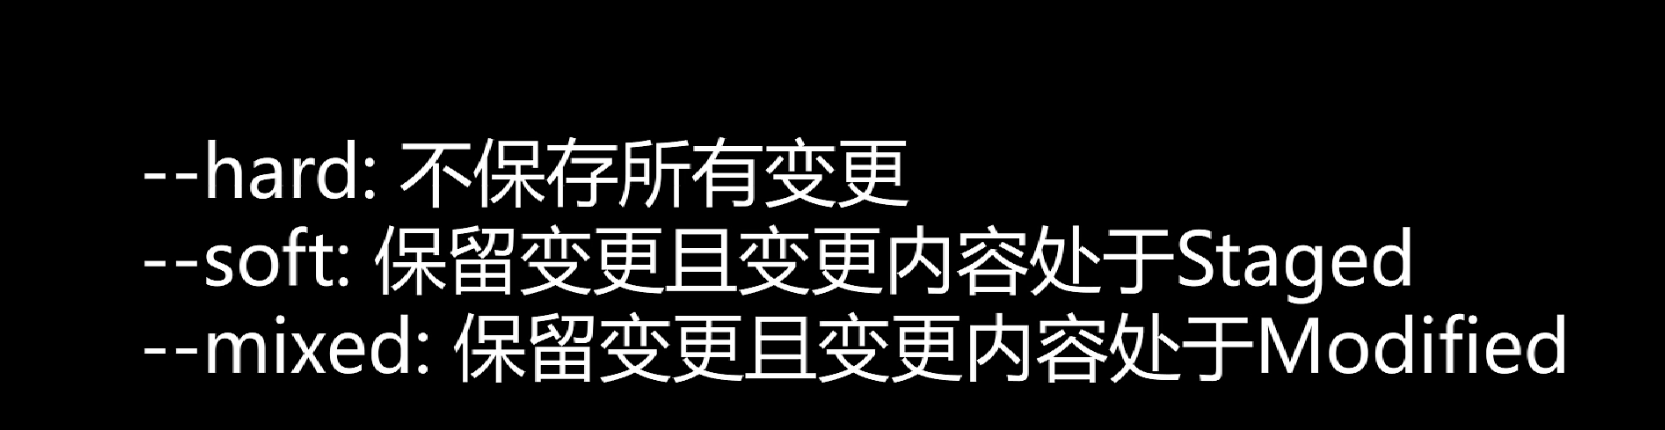 --hard: 不保存所有变更
--soft: 保留变更且变更内容处于Staged
--mixed: 保留变更且变更内容处于Modified